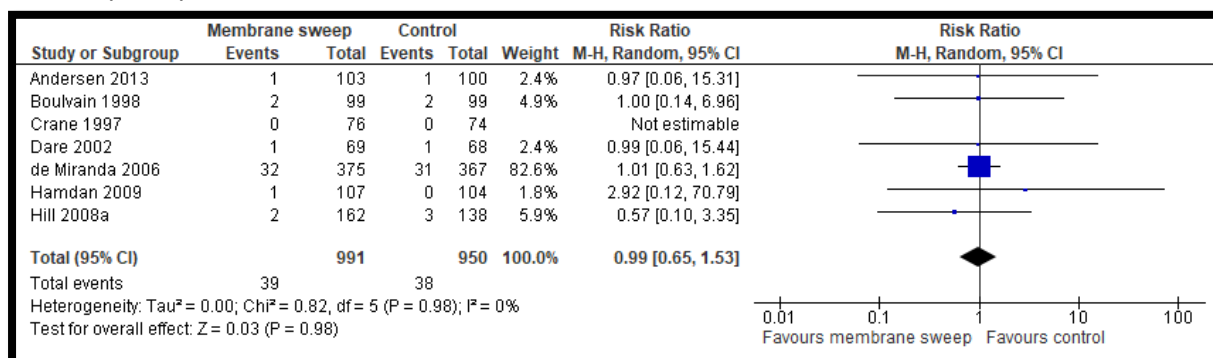 Membrane sweep Control Risk Ratio Risk Ratio
Study or Subgroup Events Total Events Total Weight M-H, Random, 95% CI M-H, Random, 95% CI
Andersen 2013 1 103 1 100 2.4% 0.97 [0.06, 15.31]
Boulvain 1998 2 99 2 99 4.9% 1.00 [0.14, 6.96]
Crane 1997 0 76 0 74 Not estimable
Dare 2002 1 69 1 68 2.4% 0.99 [0.06, 15.44]
de Miranda 2006 32 375 31 367 82.6% 1.01 [0.63, 1.62]
Hamdan 2009 1 107 0 104 1.8% 2.92 [0.12, 70.79]
Hill 2008a 2 162 3 138 5.9% 0.57 [0.10, 3.35]
Total (95% CI) 991 950 100.0% 0.99 [0.65, 1.53]
Total events 39 38
Heterogeneity: Tau² = 0.00; Chi² = 0.82, df = 5 (P = 0.98); I² = 0%
Test for overall effect: Z = 0.03 (P = 0.98)
0.01 0.1 1 10 100
Favours membrane sweep Favours control